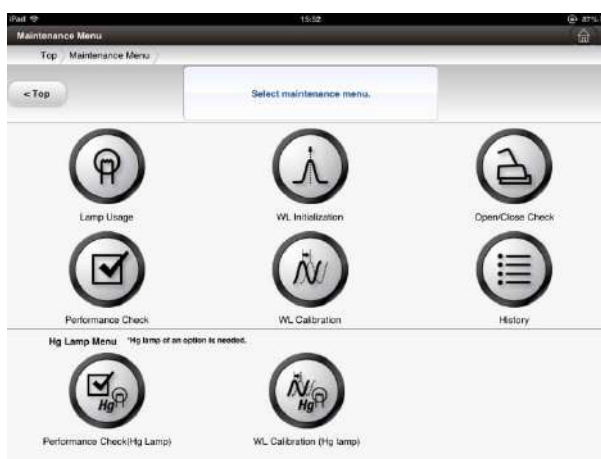 iPad 15:52 87%
Maintenance Menu
Top Maintenance Menu
< Top
Select maintenance menu.
Lamp Usage WL Initialization Open/Close Check
Performance Check WL Calibration History
Hg Lamp Menu *Hg lamp of an option is needed.
Hg Hg
Performance Check(Hg Lamp) WL Calibration (Hg lamp)